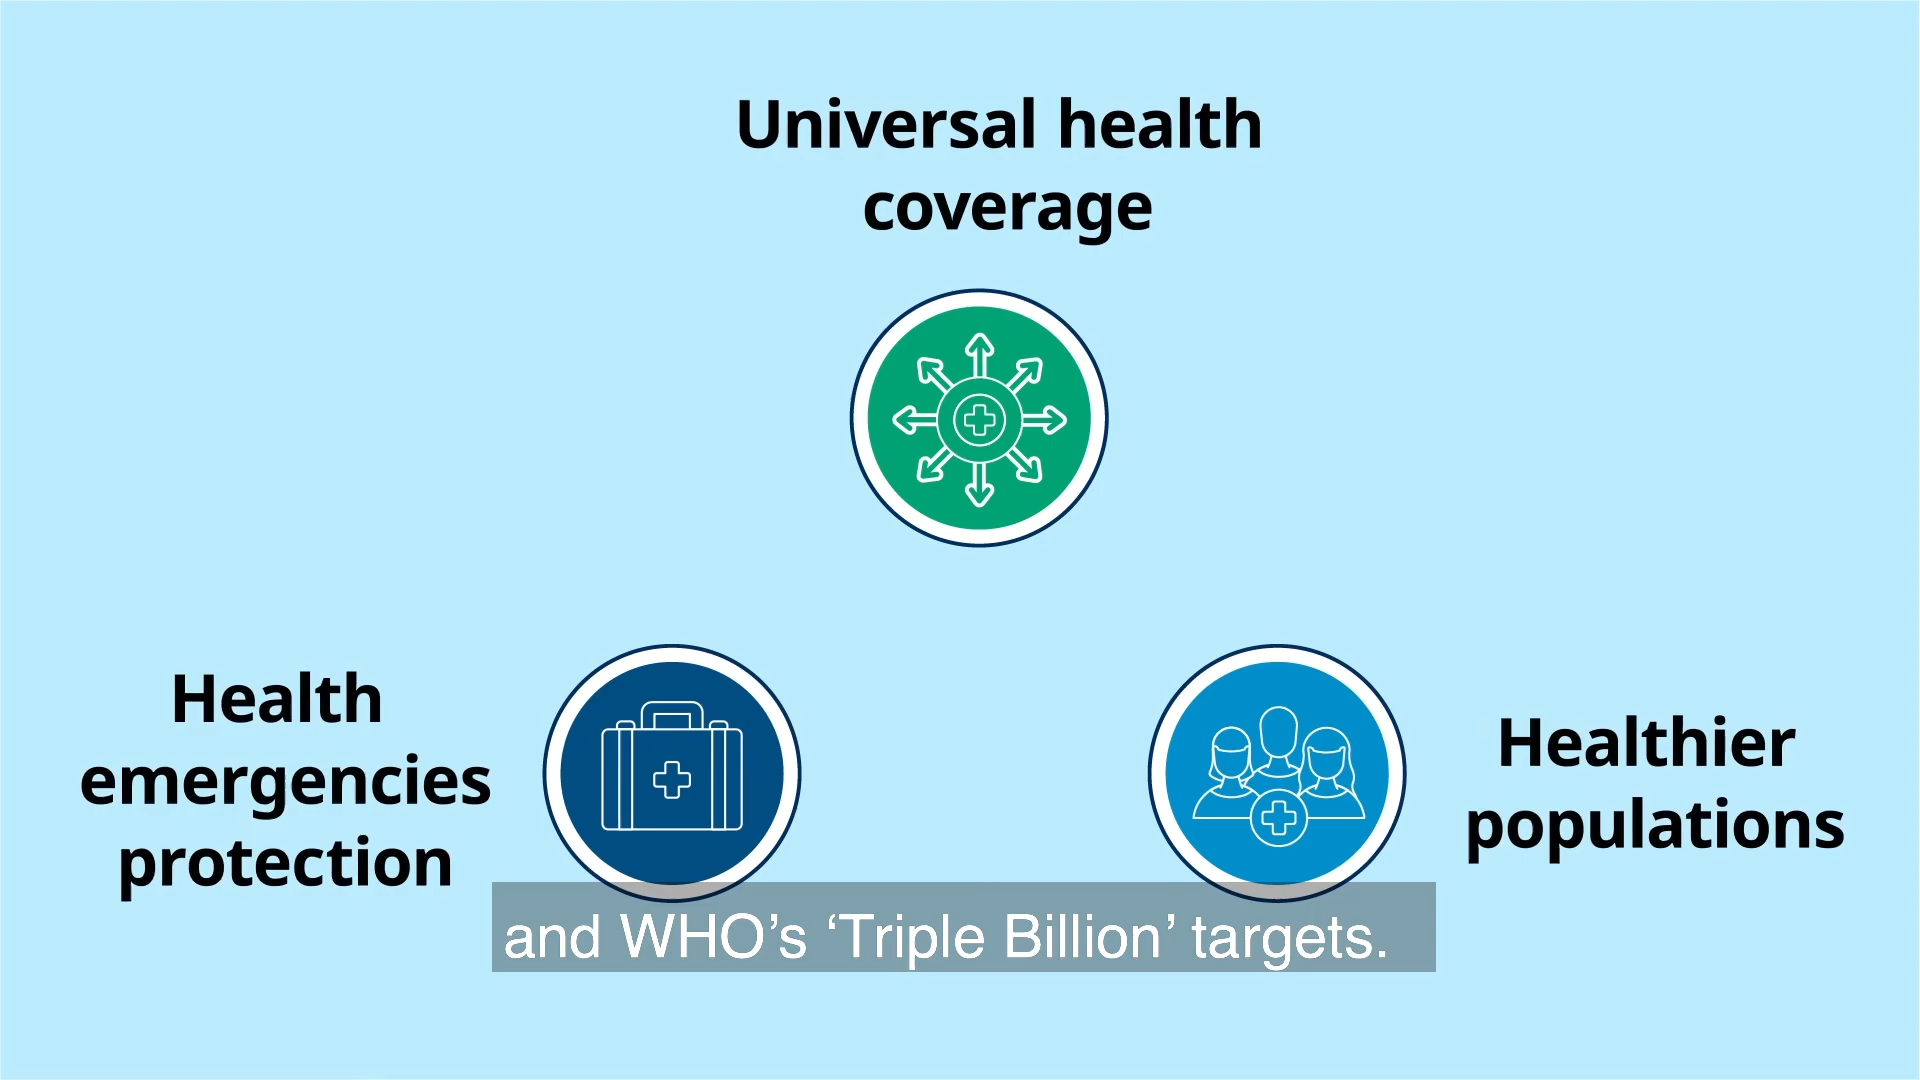 Universal health
coverage
Health
emergencies
protection
Healthier
populations
and WHO’s ‘Triple Billion’ targets.